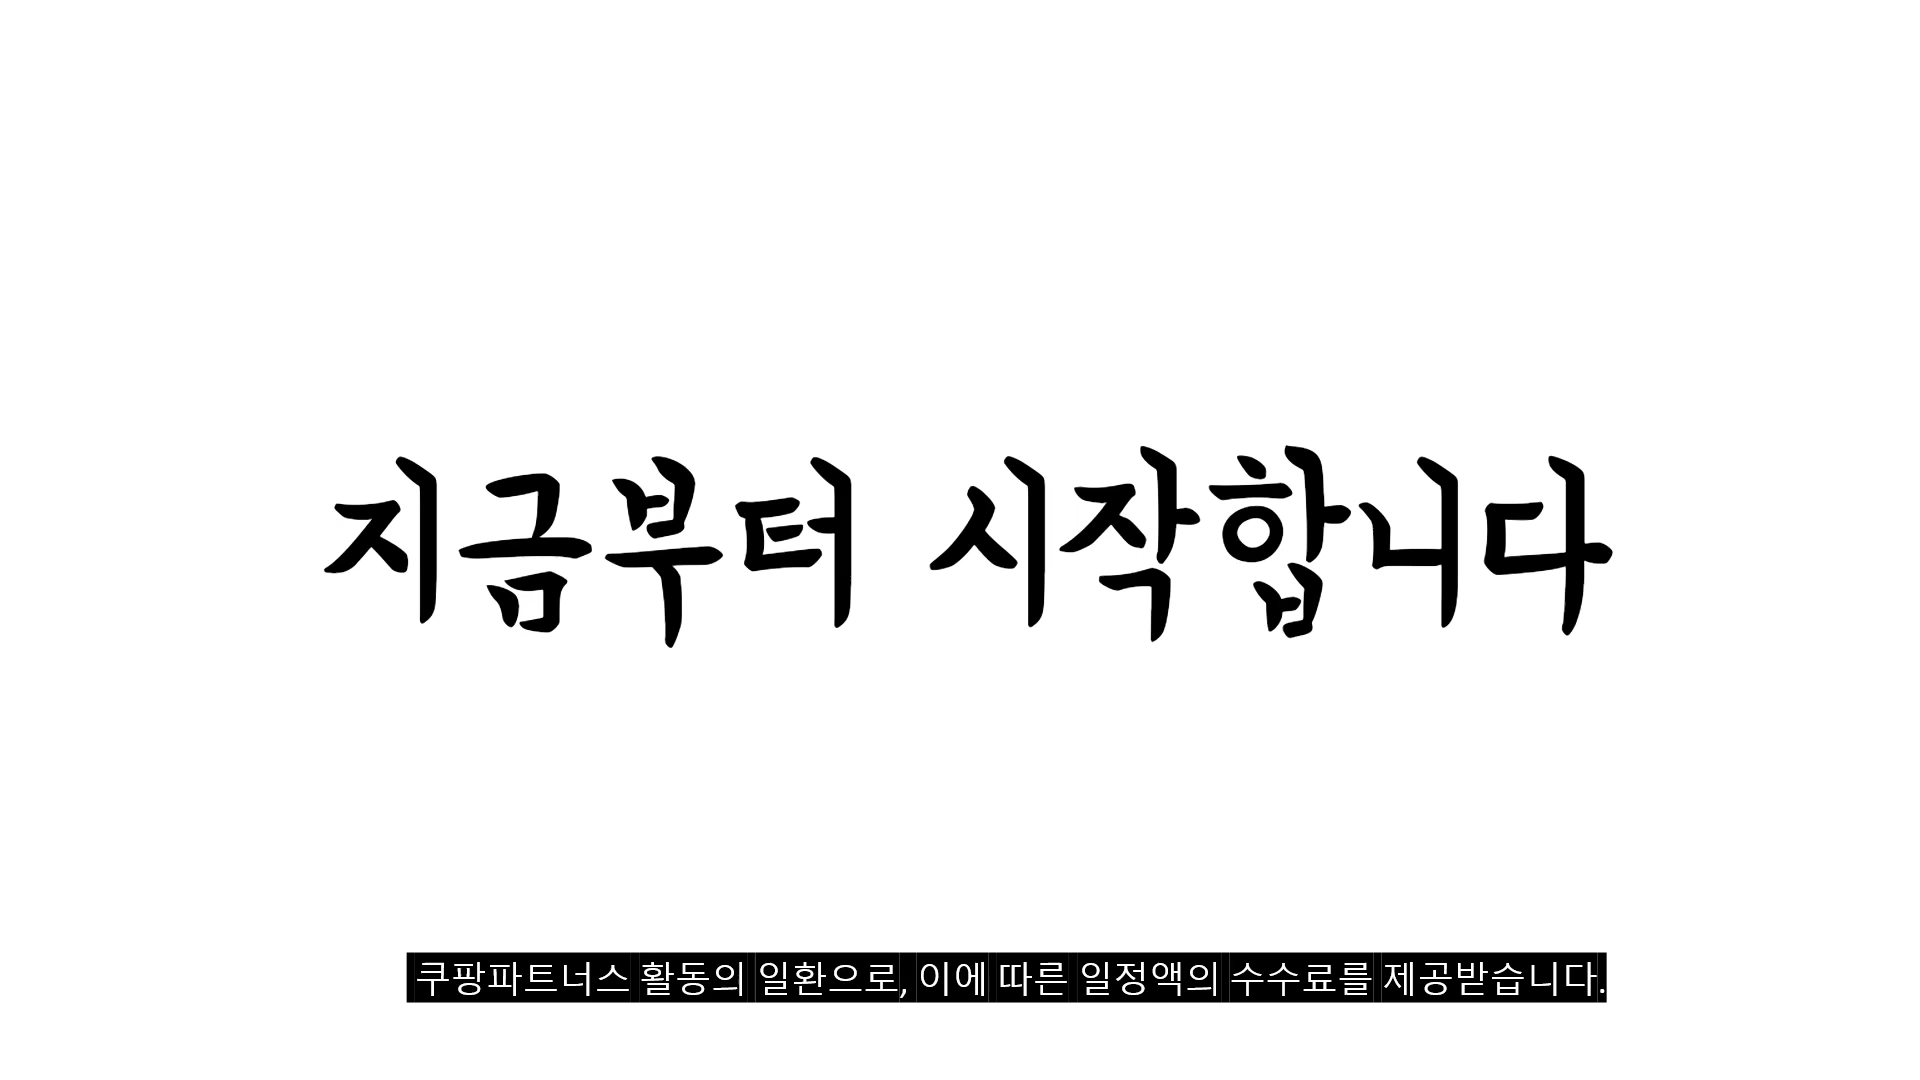 지금부터 시작합니다
쿠팡파트너스 활동의 일환으로, 이에 따른 일정액의 수수료를 제공받습니다.